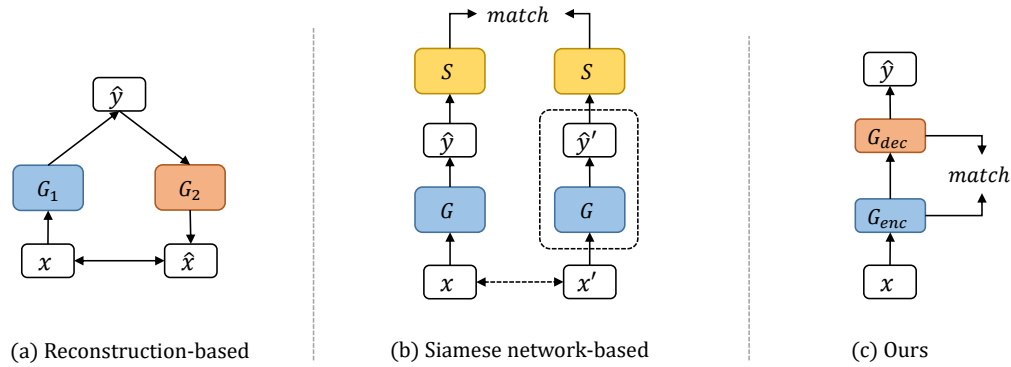 ŷ
G₁
G₂
x
x̂
(a) Reconstruction-based
match
S
S
ŷ
ŷ′
G
G
x
x′
(b) Siamese network-based
ŷ
G_dec
match
G_enc
x
(c) Ours